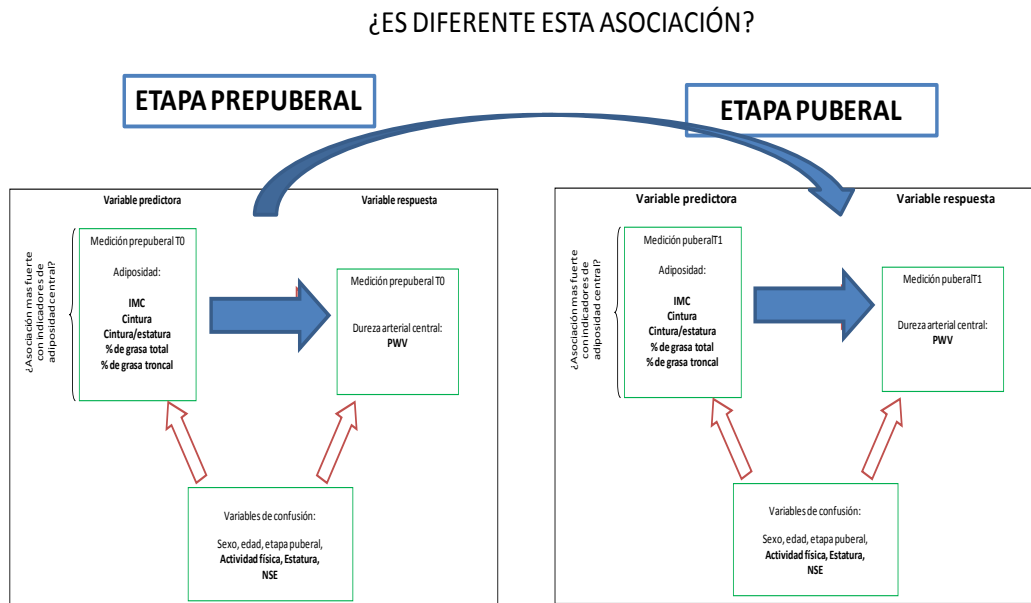 ¿ES DIFERENTE ESTA ASOCIACIÓN?
ETAPA PREPUBERAL
ETAPA PUBERAL
Variable predictora
Variable respuesta
¿Asociación mas fuerte
con indicadores de
adiposidad central?
Medición prepuberal T0
Adiposidad:
IMC
Cintura
Cintura/estatura
% de grasa total
% de grasa troncal
Medición prepuberal T0
Dureza arterial central:
PWV
Variables de confusión:
Sexo, edad, etapa puberal,
Actividad física, Estatura,
NSE
Variable predictora
Variable respuesta
¿Asociación mas fuerte
con indicadores de
adiposidad central?
Medición puberalT1
Adiposidad:
IMC
Cintura
Cintura/estatura
% de grasa total
% de grasa troncal
Medición puberalT1
Dureza arterial central:
PWV
Variables de confusión:
Sexo, edad, etapa puberal,
Actividad física, Estatura,
NSE